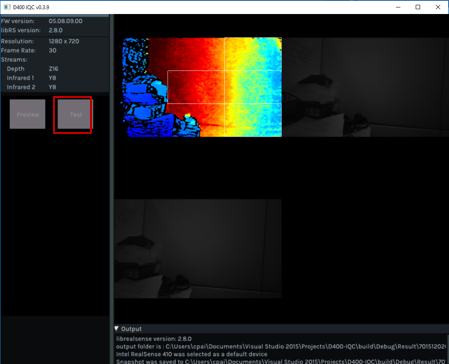 D400 IQC v0.3.9
FW version: 05.08.09.00
libRS version: 2.8.0
Resolution: 1280 x 720
Frame Rate: 30
Streams:
Depth Z16
Infrared 1 Y8
Infrared 2 Y8
Preview Test
Output
librealsense version: 2.8.0
output folder is : C:\Users\cpai\Documents\Visual Studio 2015\Projects\D400-IQC\build\Debug\Result\701512020
Intel RealSense 410 was selected as a default device
Snapshot was saved to C:\Users\cpai\Documents\Visual Studio 2015\Projects\D400-IQC\build\Debug\Result\70